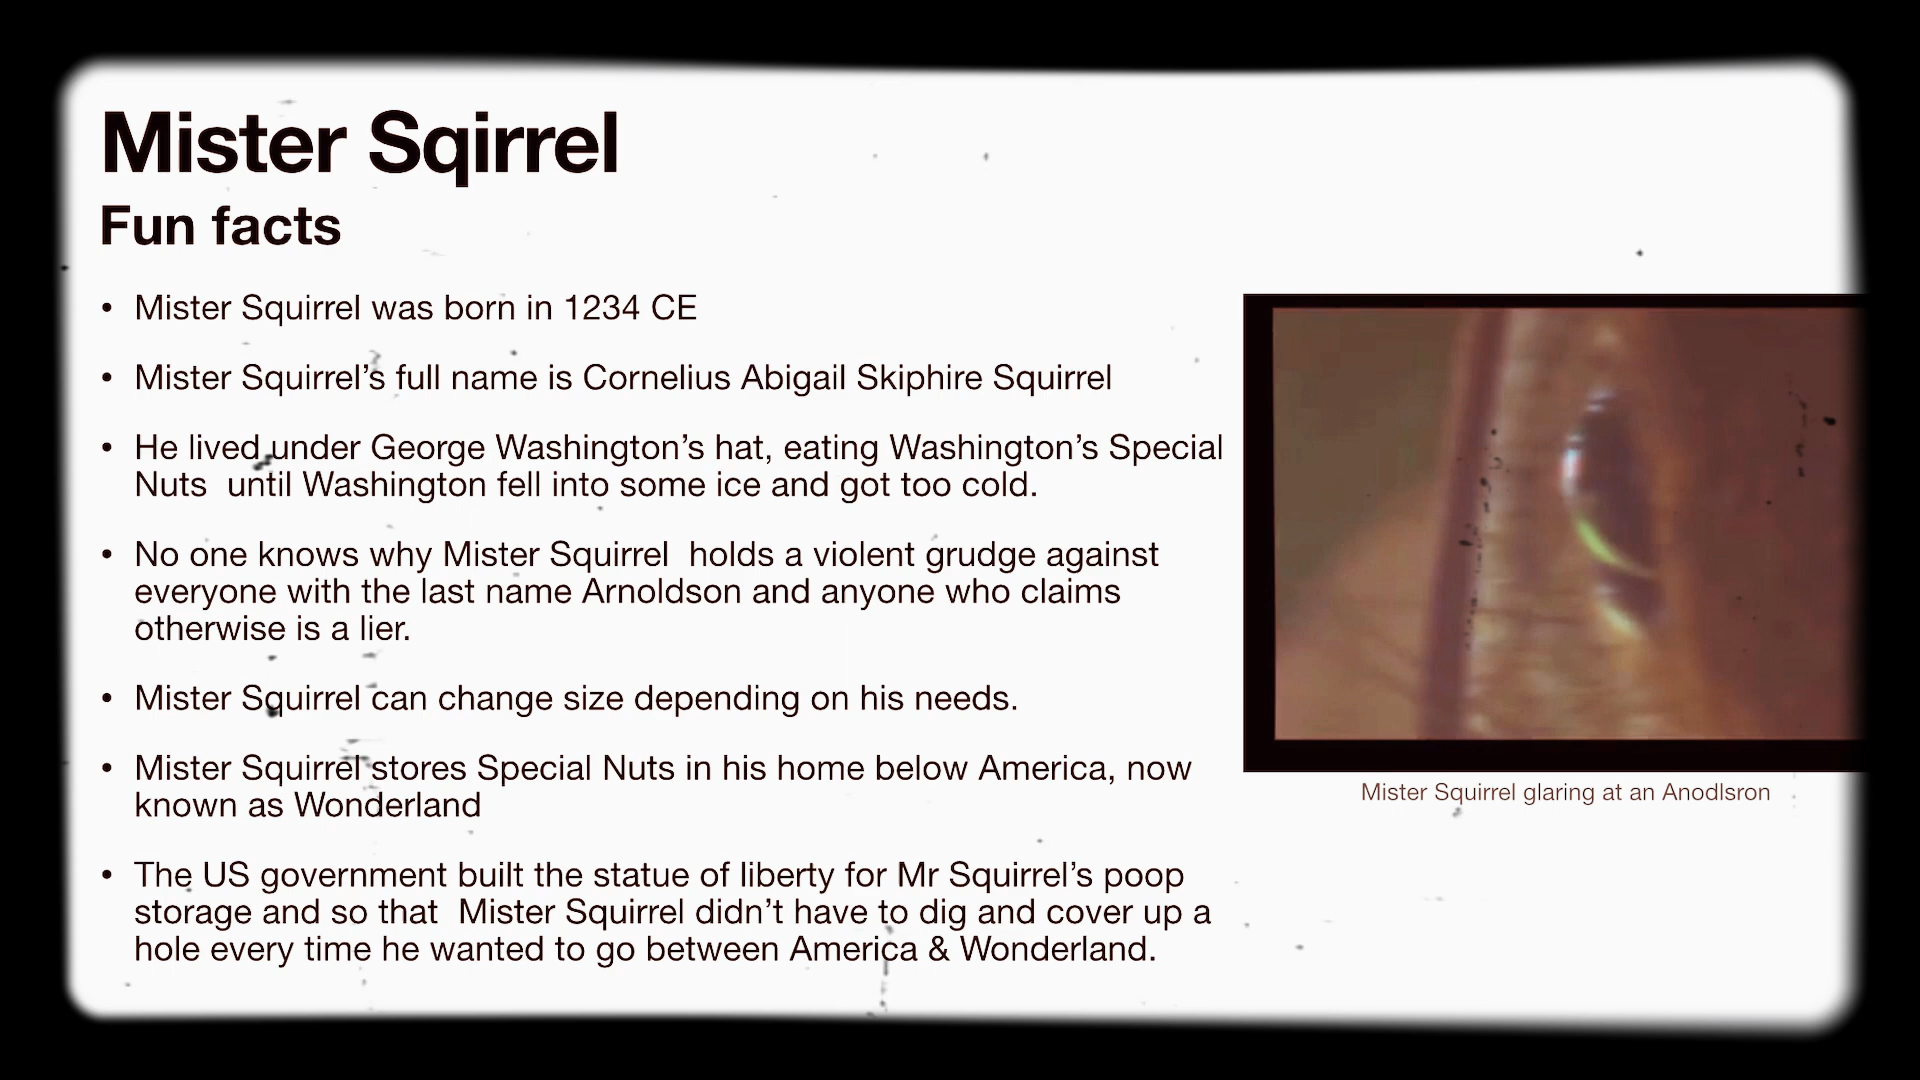 Mister Sqirrel
Fun facts
• Mister Squirrel was born in 1234 CE
• Mister Squirrel’s full name is Cornelius Abigail Skiphire Squirrel
• He lived under George Washington’s hat, eating Washington’s Special
Nuts  until Washington fell into some ice and got too cold.
• No one knows why Mister Squirrel  holds a violent grudge against
everyone with the last name Arnoldson and anyone who claims
otherwise is a lier.
• Mister Squirrel can change size depending on his needs.
• Mister Squirrel stores Special Nuts in his home below America, now
known as Wonderland
• The US government built the statue of liberty for Mr Squirrel’s poop
storage and so that  Mister Squirrel didn’t have to dig and cover up a
hole every time he wanted to go between America & Wonderland.
Mister Squirrel glaring at an Anodlsron